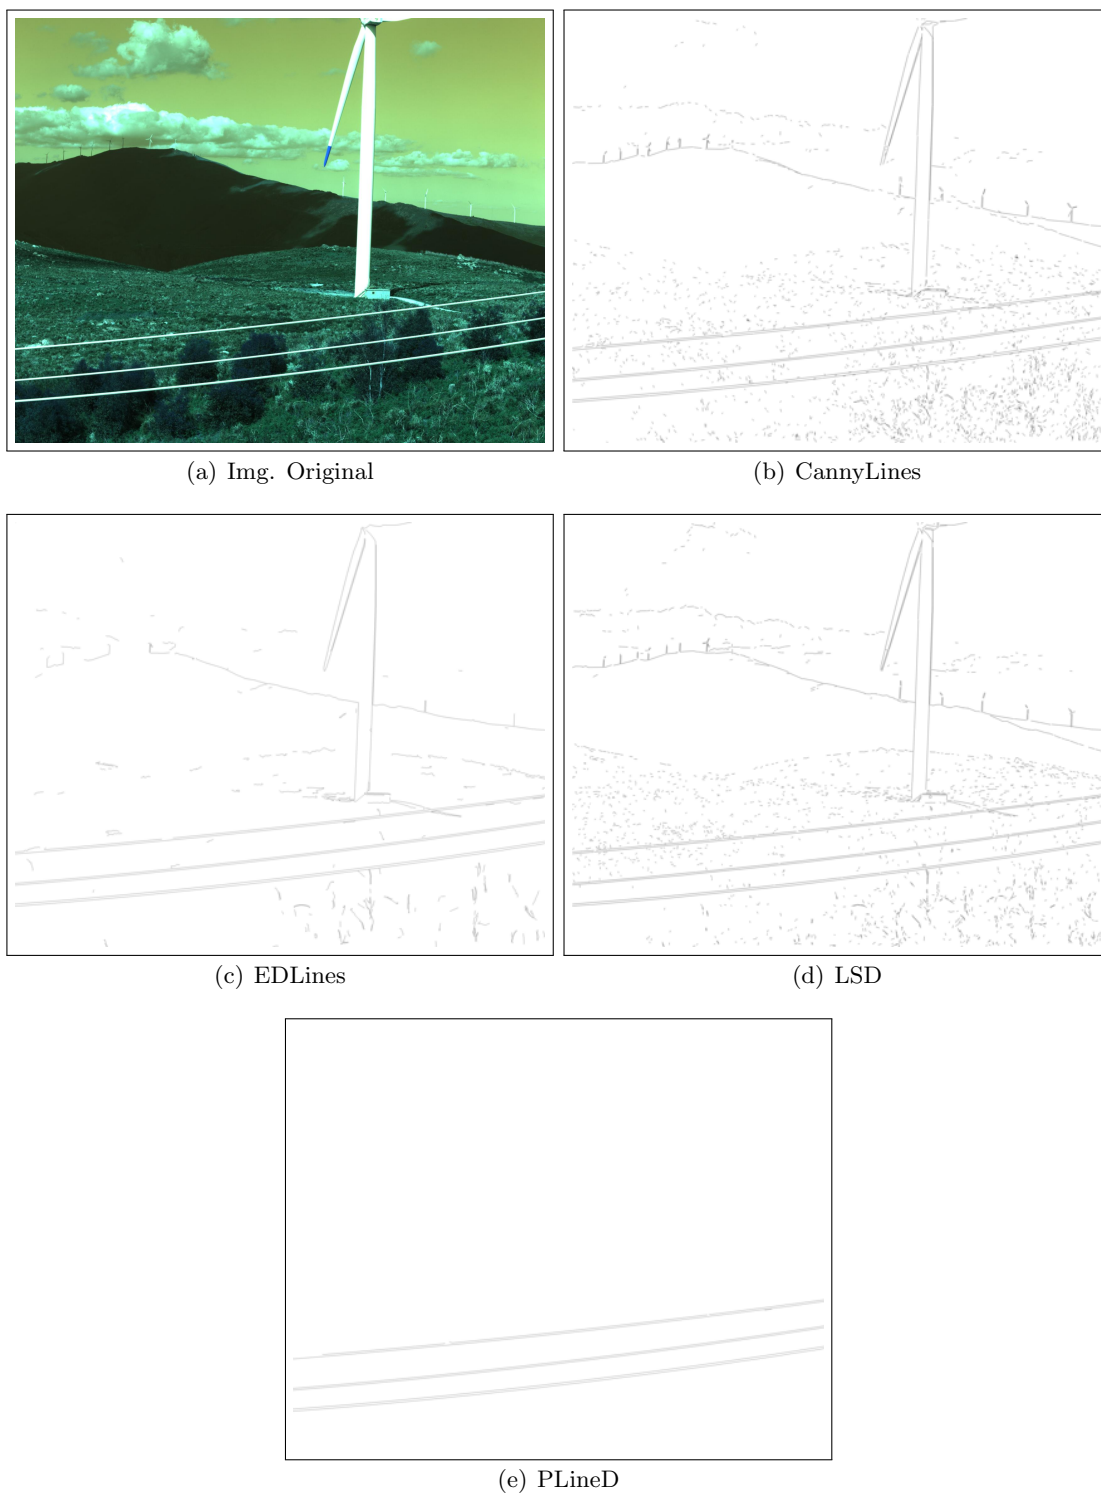 (a) Img. Original
(b) CannyLines
(c) EDLines
(d) LSD
(e) PLineD